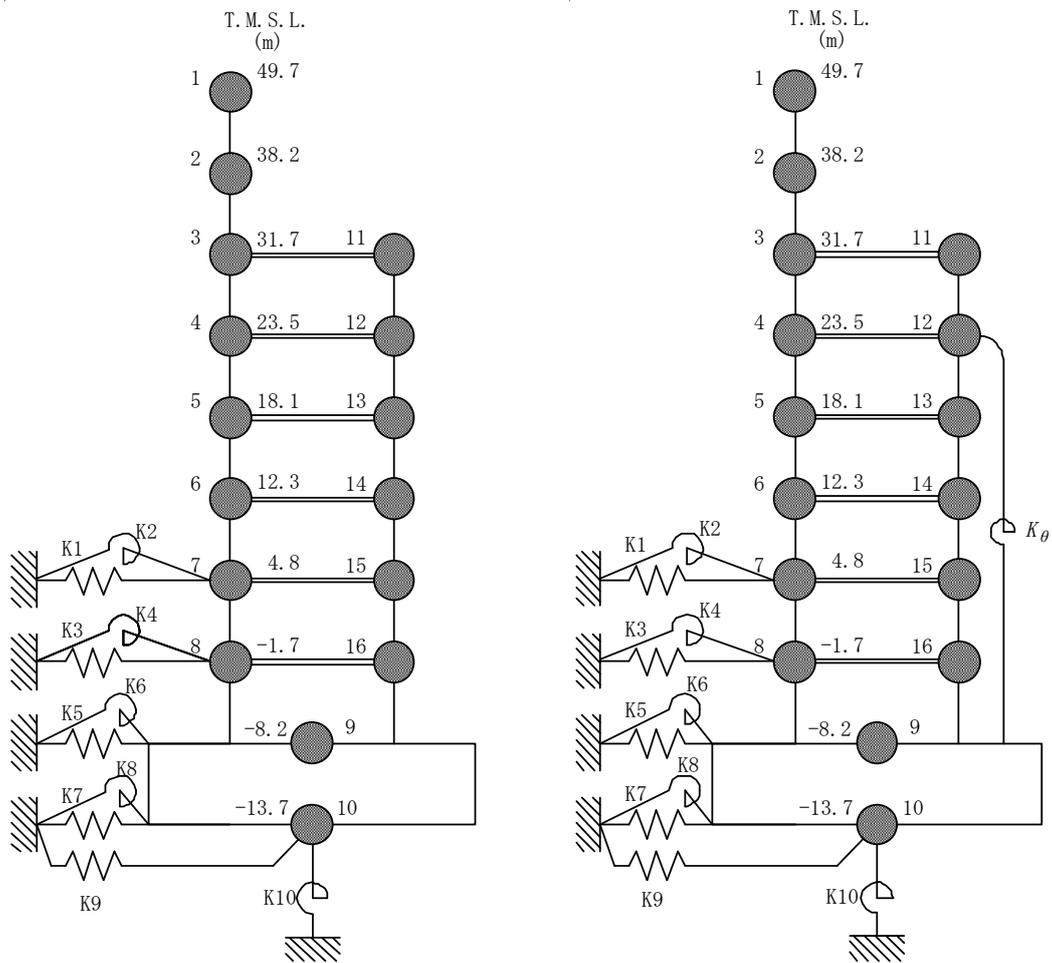 T.M.S.L.
(m)
1 49.7
2 38.2
3 31.7 11
4 23.5 12
5 18.1 13
6 12.3 14
K1 K2
7 4.8 15
K3 K4
8 -1.7 16
K5 K6
-8.2 9
K7 K8
-13.7 10
K9
K10
T.M.S.L.
(m)
1 49.7
2 38.2
3 31.7 11
4 23.5 12
5 18.1 13
6 12.3 14
Kθ
K1 K2
7 4.8 15
K3 K4
8 -1.7 16
K5 K6
-8.2 9
K7 K8
-13.7 10
K9
K10